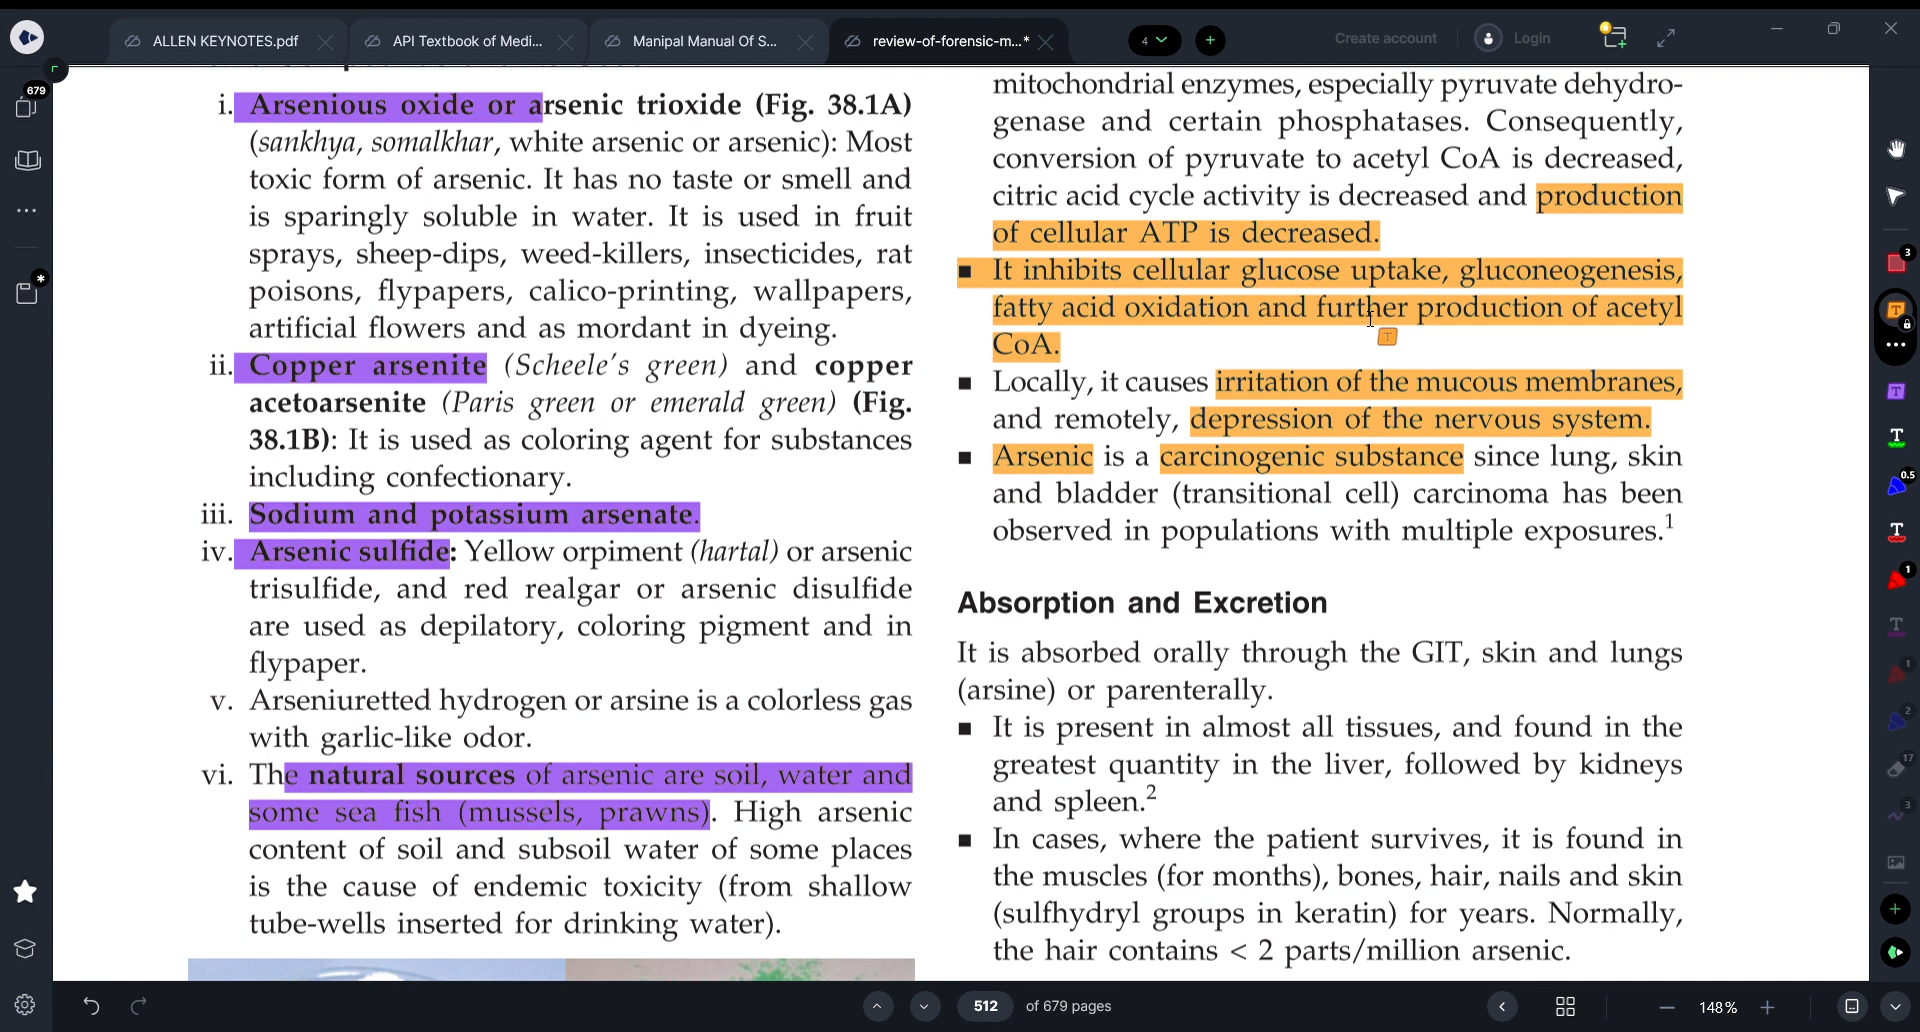 ALLEN KEYNOTES.pdf
API Textbook of Medi...
Manipal Manual Of S...
review-of-forensic-m...*
4
Create account
Login
679
i. Arsenious oxide or arsenic trioxide (Fig. 38.1A)
(sankhya, somalkhar, white arsenic or arsenic): Most
toxic form of arsenic. It has no taste or smell and
is sparingly soluble in water. It is used in fruit
sprays, sheep-dips, weed-killers, insecticides, rat
poisons, flypapers, calico-printing, wallpapers,
artificial flowers and as mordant in dyeing.
ii. Copper arsenite (Scheele's green) and copper
acetoarsenite (Paris green or emerald green) (Fig.
38.1B): It is used as coloring agent for substances
including confectionary.
iii. Sodium and potassium arsenate.
iv. Arsenic sulfide: Yellow orpiment (hartal) or arsenic
trisulfide, and red realgar or arsenic disulfide
are used as depilatory, coloring pigment and in
flypaper.
v. Arseniuretted hydrogen or arsine is a colorless gas
with garlic-like odor.
vi. The natural sources of arsenic are soil, water and
some sea fish (mussels, prawns). High arsenic
content of soil and subsoil water of some places
is the cause of endemic toxicity (from shallow
tube-wells inserted for drinking water).
mitochondrial enzymes, especially pyruvate dehydro-
genase and certain phosphatases. Consequently,
conversion of pyruvate to acetyl CoA is decreased,
citric acid cycle activity is decreased and production
of cellular ATP is decreased.
■ It inhibits cellular glucose uptake, gluconeogenesis,
fatty acid oxidation and further production of acetyl
CoA.
■ Locally, it causes irritation of the mucous membranes,
and remotely, depression of the nervous system.
■ Arsenic is a carcinogenic substance since lung, skin
and bladder (transitional cell) carcinoma has been
observed in populations with multiple exposures.1
Absorption and Excretion
It is absorbed orally through the GIT, skin and lungs
(arsine) or parenterally.
■ It is present in almost all tissues, and found in the
greatest quantity in the liver, followed by kidneys
and spleen.2
■ In cases, where the patient survives, it is found in
the muscles (for months), bones, hair, nails and skin
(sulfhydryl groups in keratin) for years. Normally,
the hair contains < 2 parts/million arsenic.
3
T
T
T
0.5
T
1
T
1
2
17
3
512 of 679 pages
148%